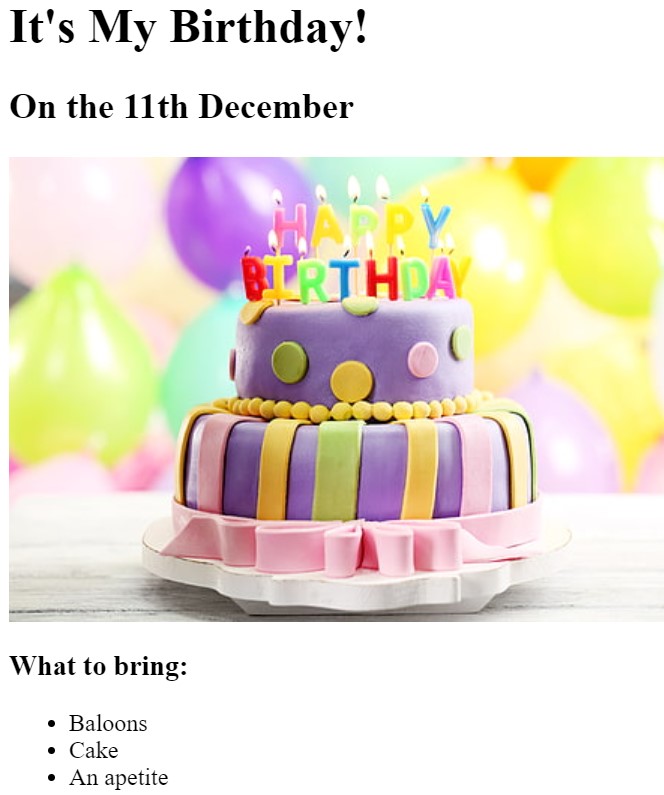 It's My Birthday!
On the 11th December
HAPPY
BIRTHDAY
What to bring:
Baloons
Cake
An apetite